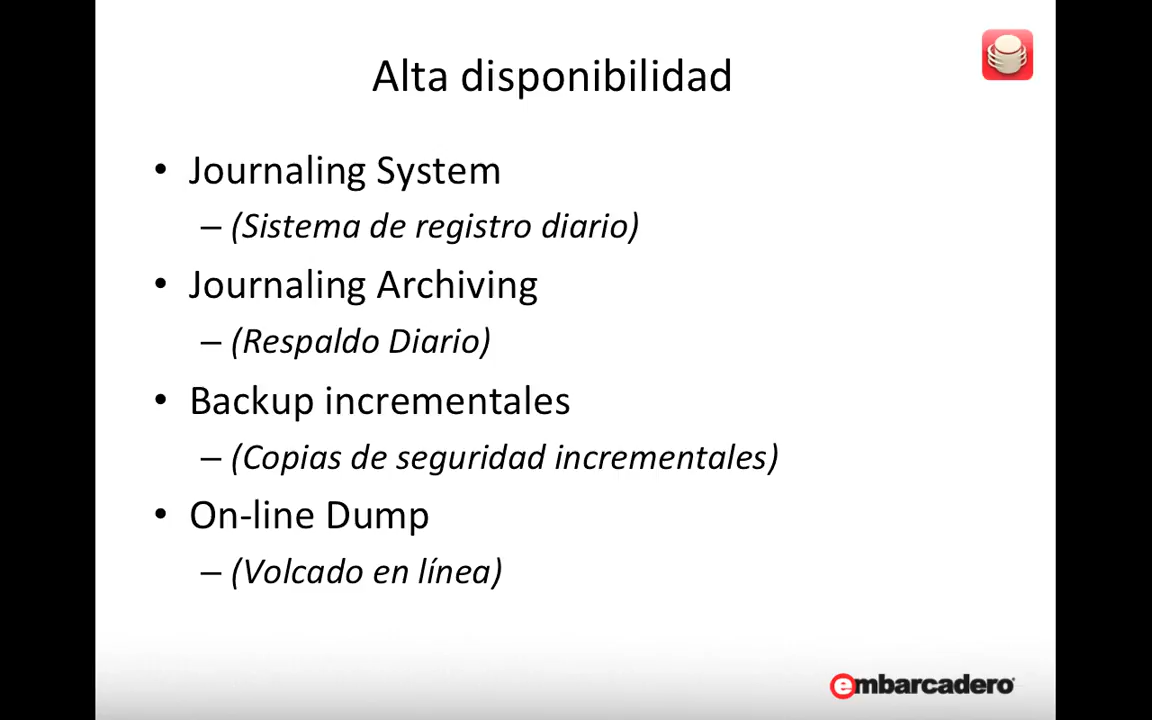 Alta disponibilidad
• Journaling System
– (Sistema de registro diario)
• Journaling Archiving
– (Respaldo Diario)
• Backup incrementales
– (Copias de seguridad incrementales)
• On-line Dump
– (Volcado en línea)
embarcadero